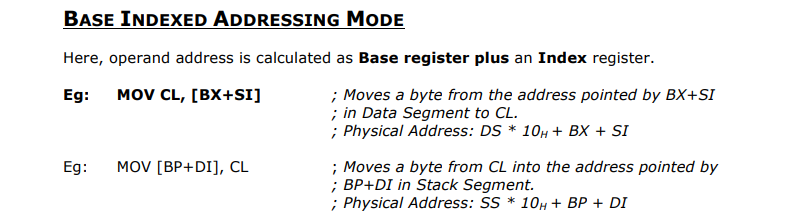 BASE INDEXED ADDRESSING MODE
Here, operand address is calculated as Base register plus an Index register.
Eg: MOV CL, [BX+SI] ; Moves a byte from the address pointed by BX+SI
; in Data Segment to CL.
; Physical Address: DS * 10H + BX + SI
Eg: MOV [BP+DI], CL ; Moves a byte from CL into the address pointed by
; BP+DI in Stack Segment.
; Physical Address: SS * 10H + BP + DI